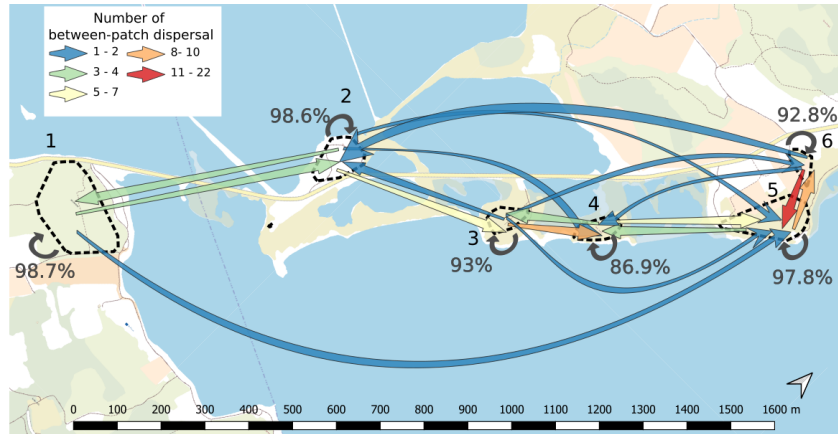 Number of
between-patch dispersal
1 - 2
8- 10
3 - 4
11 - 22
5 - 7
1
98.7%
2
98.6%
3
93%
4
86.9%
5
97.8%
92.8%
6
0 100 200 300 400 500 600 700 800 900 1000 1100 1200 1300 1400 1500 1600 m